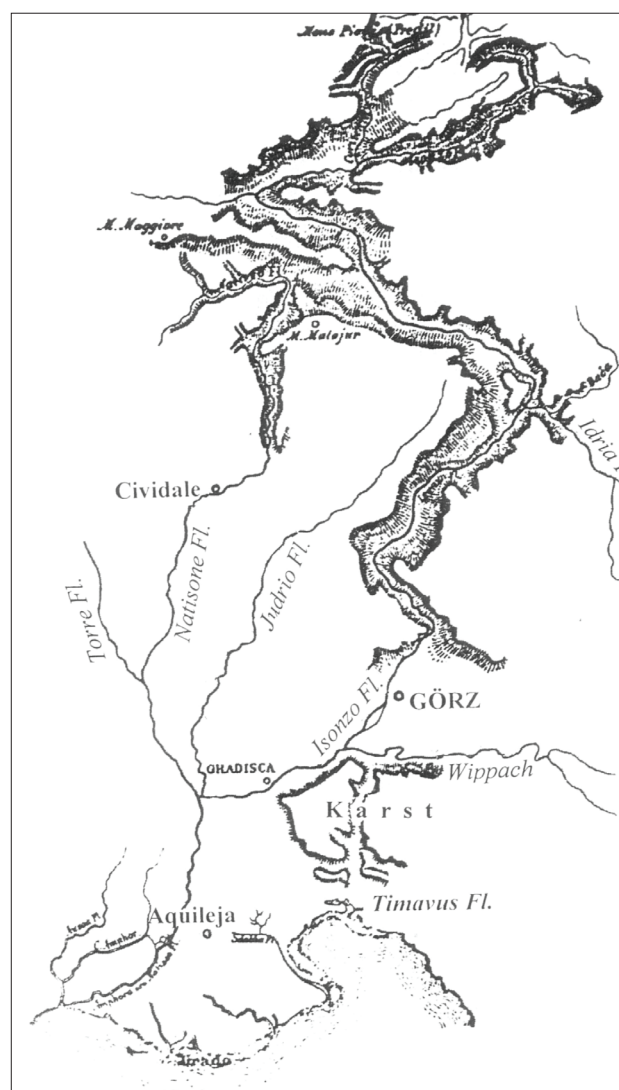 M. Maggiore
M. Matajur
Idria
Cividale
Natisone Fl.
Judrio Fl.
Torre Fl.
Isonzo Fl.
GÖRZ
GRADISCA
Wippach
Karst
Timavus Fl.
Aquileja
Grado